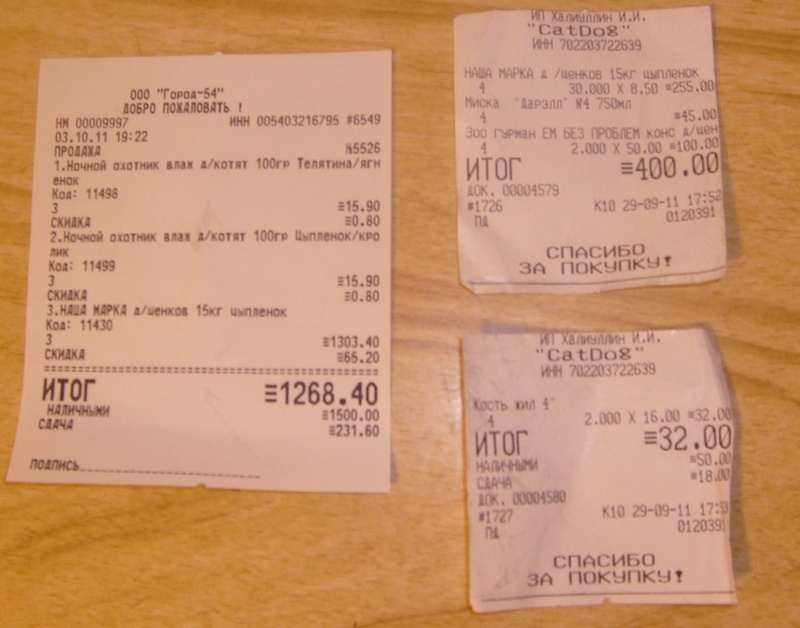 ООО "Город-54"
ДОБРО ПОЖАЛОВАТЬ !
НМ 00009997 ИНН 005403216795 #6549
03.10.11 19:22
ПРОДАЖА №5526
1.Ночной охотник влаж д/котят 100гр Телятина/ягн
енок
Код: 11498
3 ≡15.90
СКИДКА ≡0.80
2.Ночной охотник влаж д/котят 100гр Цыпленок/кро
лик
Код: 11499
3 ≡15.90
СКИДКА ≡0.80
3.НАША МАРКА д/щенков 15кг цыпленок
Код: 11430
3 ≡1303.40
СКИДКА ≡65.20
ИТОГ ≡1268.40
НАЛИЧНЫМИ ≡1500.00
СДАЧА ≡231.60
ПОДПИСЬ
ИП Халиуллин И.И.
"CatDog"
ИНН 702203722639
НАША МАРКА д /щенков 15кг цыпленок
4 30.000 X 8.50 ≡255.00
Миска "Дарэлл" №4 750мл
4 ≡45.00
Зоо гурман ЕМ БЕЗ ПРОБЛЕМ конс д/щен
4 2.000 X 50.00 ≡100.00
ИТОГ ≡400.00
ДОК. 00004579
#1726 К10 29-09-11 17:52
ПД 0120391
СПАСИБО
ЗА ПОКУПКУ!
ИП Халиуллин И.И.
"CatDog"
ИНН 702203722639
Кость жил 4"
4 2.000 X 16.00 ≡32.00
ИТОГ ≡32.00
НАЛИЧНЫМИ ≡50.00
СДАЧА ≡18.00
ДОК. 00004580
#1727 К10 29-09-11 17:53
ПД 0120391
СПАСИБО
ЗА ПОКУПКУ!